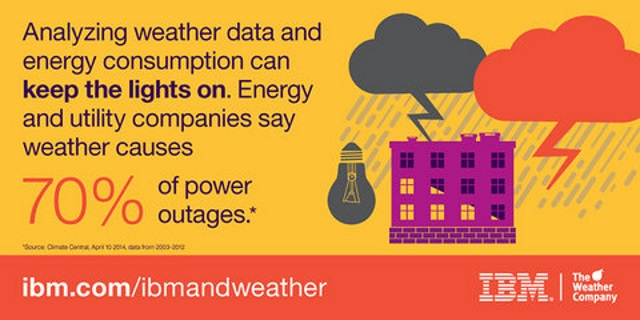 Analyzing weather data and
energy consumption can
keep the lights on. Energy
and utility companies say
weather causes
70% of power
outages.*
*Source: Climate Central, April 10 2014, data from 2003-2012
ibm.com/ibmandweather
IBM.
The
Weather
Company